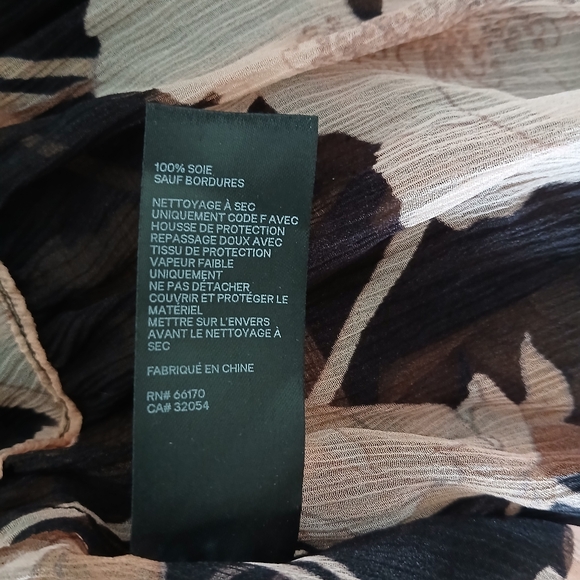 100% SOIE
SAUF BORDURES
NETTOYAGE À SEC
UNIQUEMENT CODE F AVEC
HOUSSE DE PROTECTION
REPASSAGE DOUX AVEC
TISSU DE PROTECTION
VAPEUR FAIBLE
UNIQUEMENT
NE PAS DÉTACHER
COUVRIR ET PROTÉGER LE
MATÉRIEL
METTRE SUR L'ENVERS
AVANT LE NETTOYAGE À
SEC
FABRIQUÉ EN CHINE
RN# 66170
CA# 32054